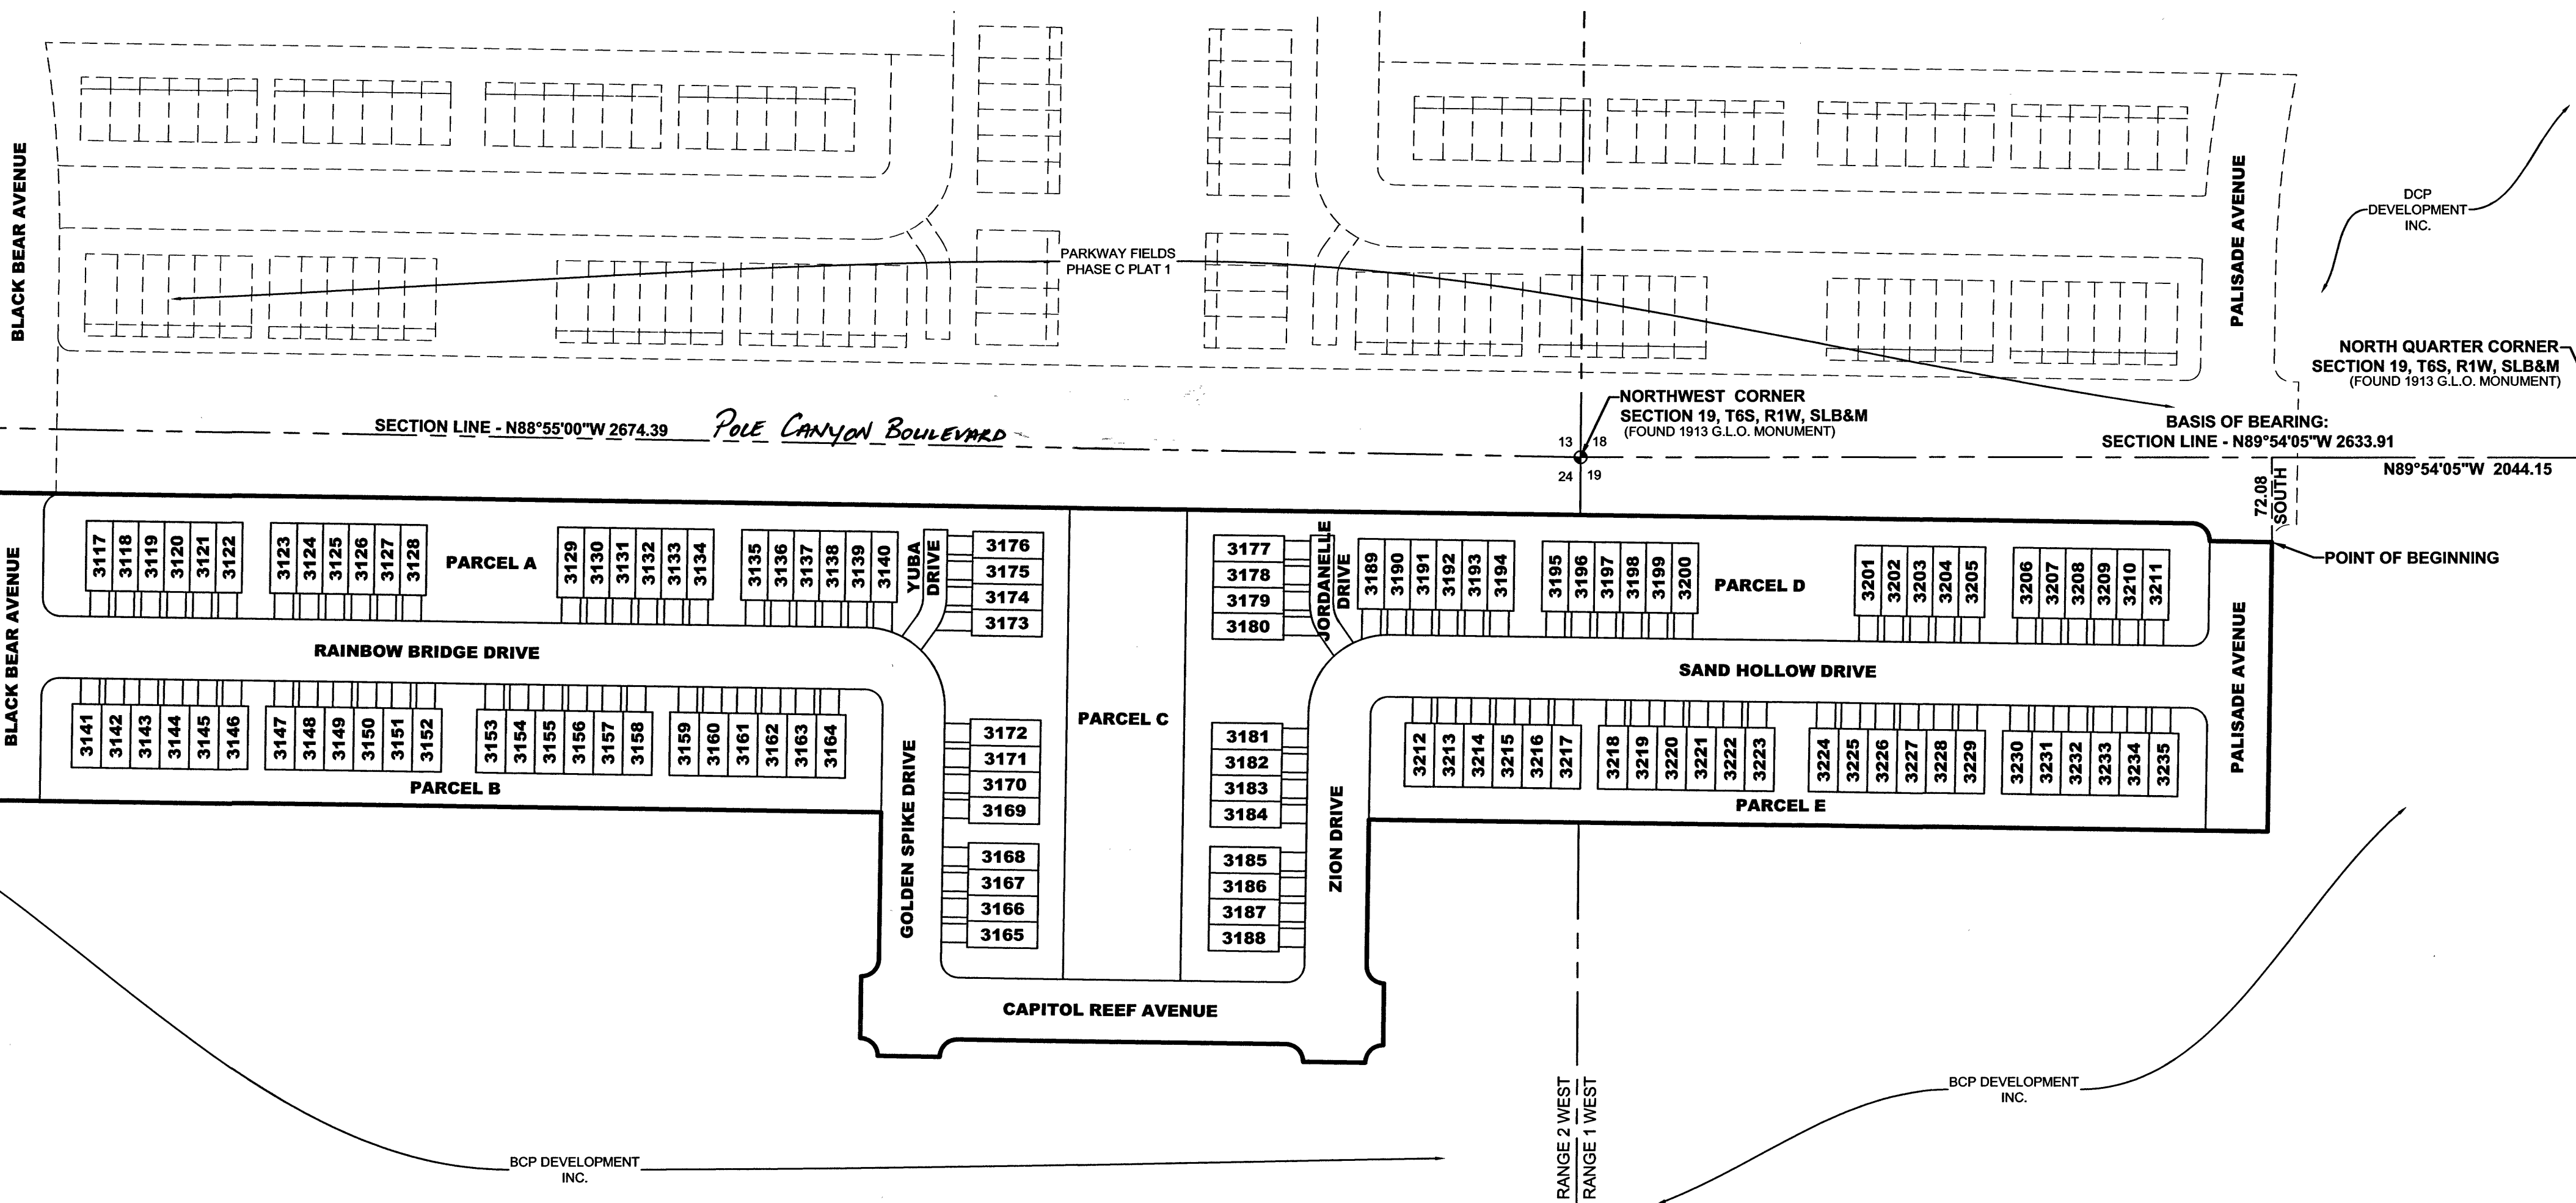 BLACK BEAR AVENUE
PARKWAY FIELDS
PHASE C PLAT 1
PALISADE AVENUE
DCP
DEVELOPMENT
INC.
NORTH QUARTER CORNER
SECTION 19, T6S, R1W, SLB&M
(FOUND 1913 G.L.O. MONUMENT)
NORTHWEST CORNER
SECTION 19, T6S, R1W, SLB&M
(FOUND 1913 G.L.O. MONUMENT)
SECTION LINE - N88°55'00"W 2674.39
POLE CANYON BOULEVARD
BASIS OF BEARING:
SECTION LINE - N89°54'05"W 2633.91
13 18
24 19
N89°54'05"W 2044.15
72.08
SOUTH
POINT OF BEGINNING
BLACK BEAR AVENUE
3117
3118
3119
3120
3121
3122
3123
3124
3125
3126
3127
3128
PARCEL A
3129
3130
3131
3132
3133
3134
3135
3136
3137
3138
3139
3140
YUBA
DRIVE
3176
3175
3174
3173
3177
3178
3179
3180
JORDANELLE
DRIVE
3189
3190
3191
3192
3193
3194
3195
3196
3197
3198
3199
3200
PARCEL D
3201
3202
3203
3204
3205
3206
3207
3208
3209
3210
3211
RAINBOW BRIDGE DRIVE
SAND HOLLOW DRIVE
PALISADE AVENUE
3141
3142
3143
3144
3145
3146
3147
3148
3149
3150
3151
3152
3153
3154
3155
3156
3157
3158
3159
3160
3161
3162
3163
3164
PARCEL B
GOLDEN SPIKE DRIVE
3172
3171
3170
3169
3168
3167
3166
3165
PARCEL C
3181
3182
3183
3184
3185
3186
3187
3188
ZION DRIVE
3212
3213
3214
3215
3216
3217
3218
3219
3220
3221
3222
3223
3224
3225
3226
3227
3228
3229
3230
3231
3232
3233
3234
3235
PARCEL E
CAPITOL REEF AVENUE
BCP DEVELOPMENT
INC.
RANGE 2 WEST
RANGE 1 WEST
BCP DEVELOPMENT
INC.